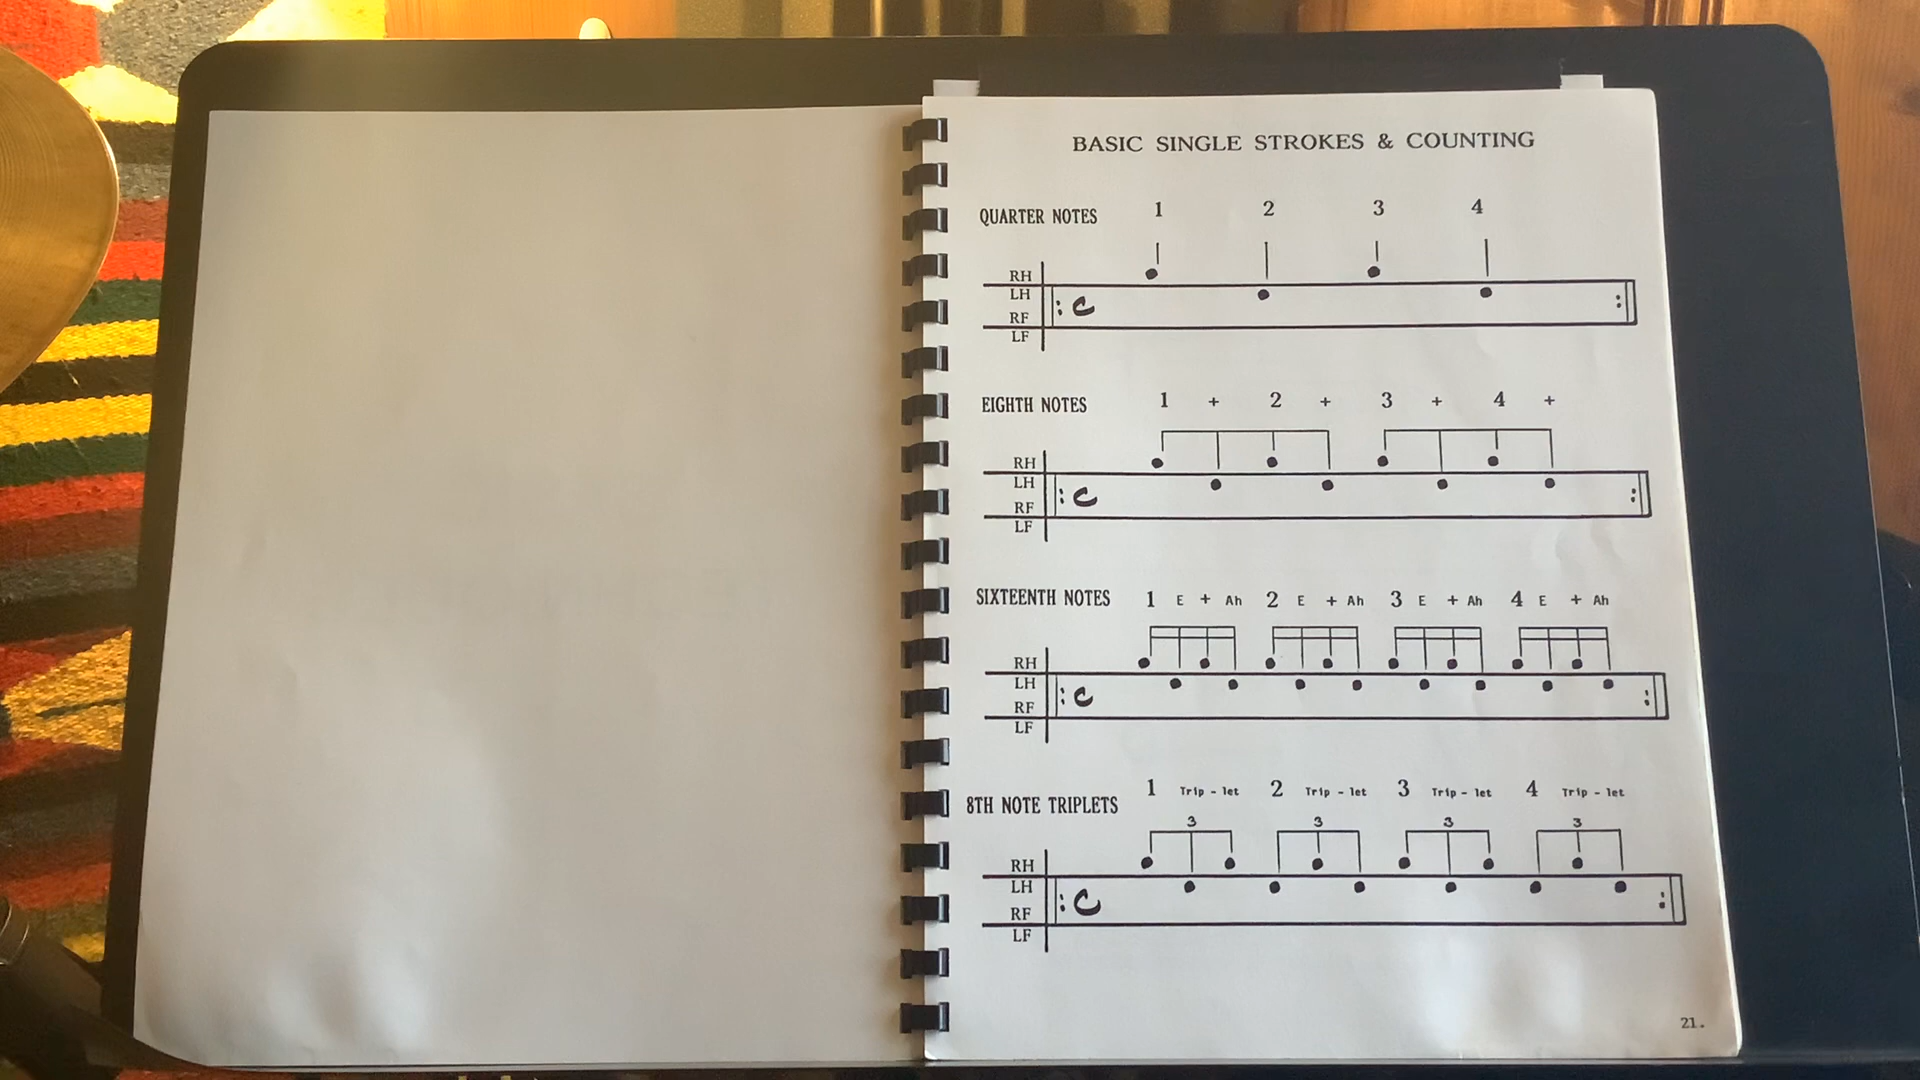 BASIC SINGLE STROKES & COUNTING
QUARTER NOTES 1 2 3 4
RH
LH
RF
LF
EIGHTH NOTES 1 + 2 + 3 + 4 +
RH
LH
RF
LF
SIXTEENTH NOTES 1 E + Ah 2 E + Ah 3 E + Ah 4 E + Ah
RH
LH
RF
LF
8TH NOTE TRIPLETS 1 Trip - let 2 Trip - let 3 Trip - let 4 Trip - let
3 3 3 3
RH
LH
RF
LF
21.